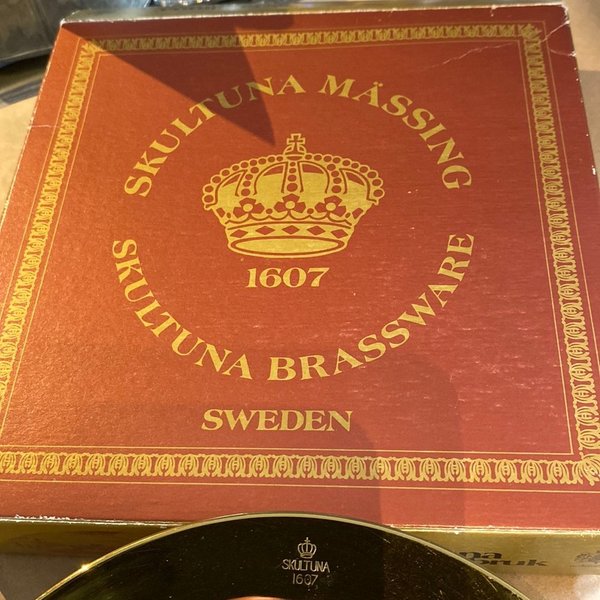 SKULTUNA MÄSSING
1607
SKULTUNA BRASSWARE
SWEDEN
SKULTUNA
1607